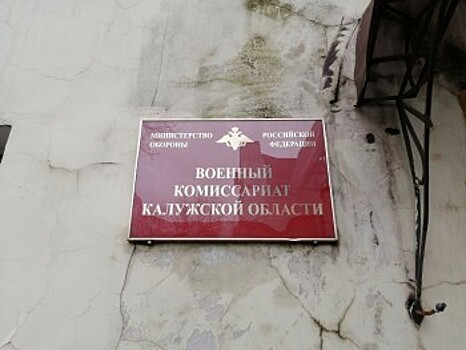 МИНИСТЕРСТВО ОБОРОНЫ
РОССИЙСКОЙ ФЕДЕРАЦИИ
ВОЕННЫЙ
КОМИССАРИАТ
КАЛУЖСКОЙ ОБЛАСТИ